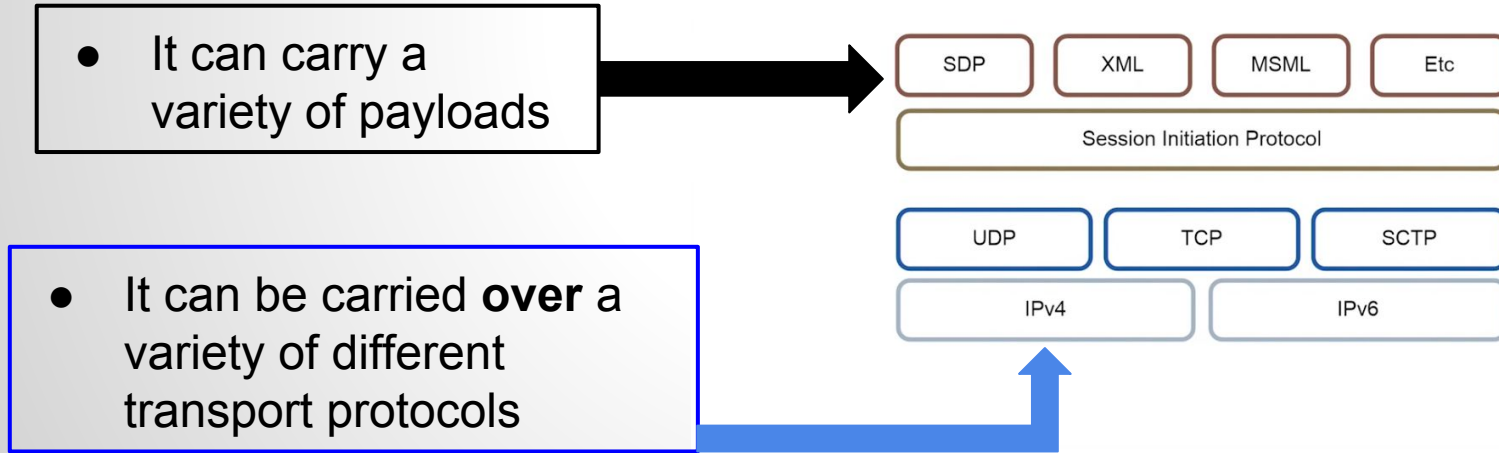 ● It can carry a
variety of payloads
SDP XML MSML Etc
Session Initiation Protocol
● It can be carried over a
variety of different
transport protocols
UDP TCP SCTP
IPv4 IPv6